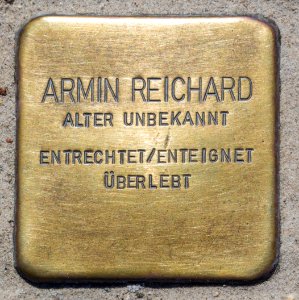 ARMIN REICHARD
ALTER UNBEKANNT
ENTRECHTET/ENTEIGNET
ÜBERLEBT